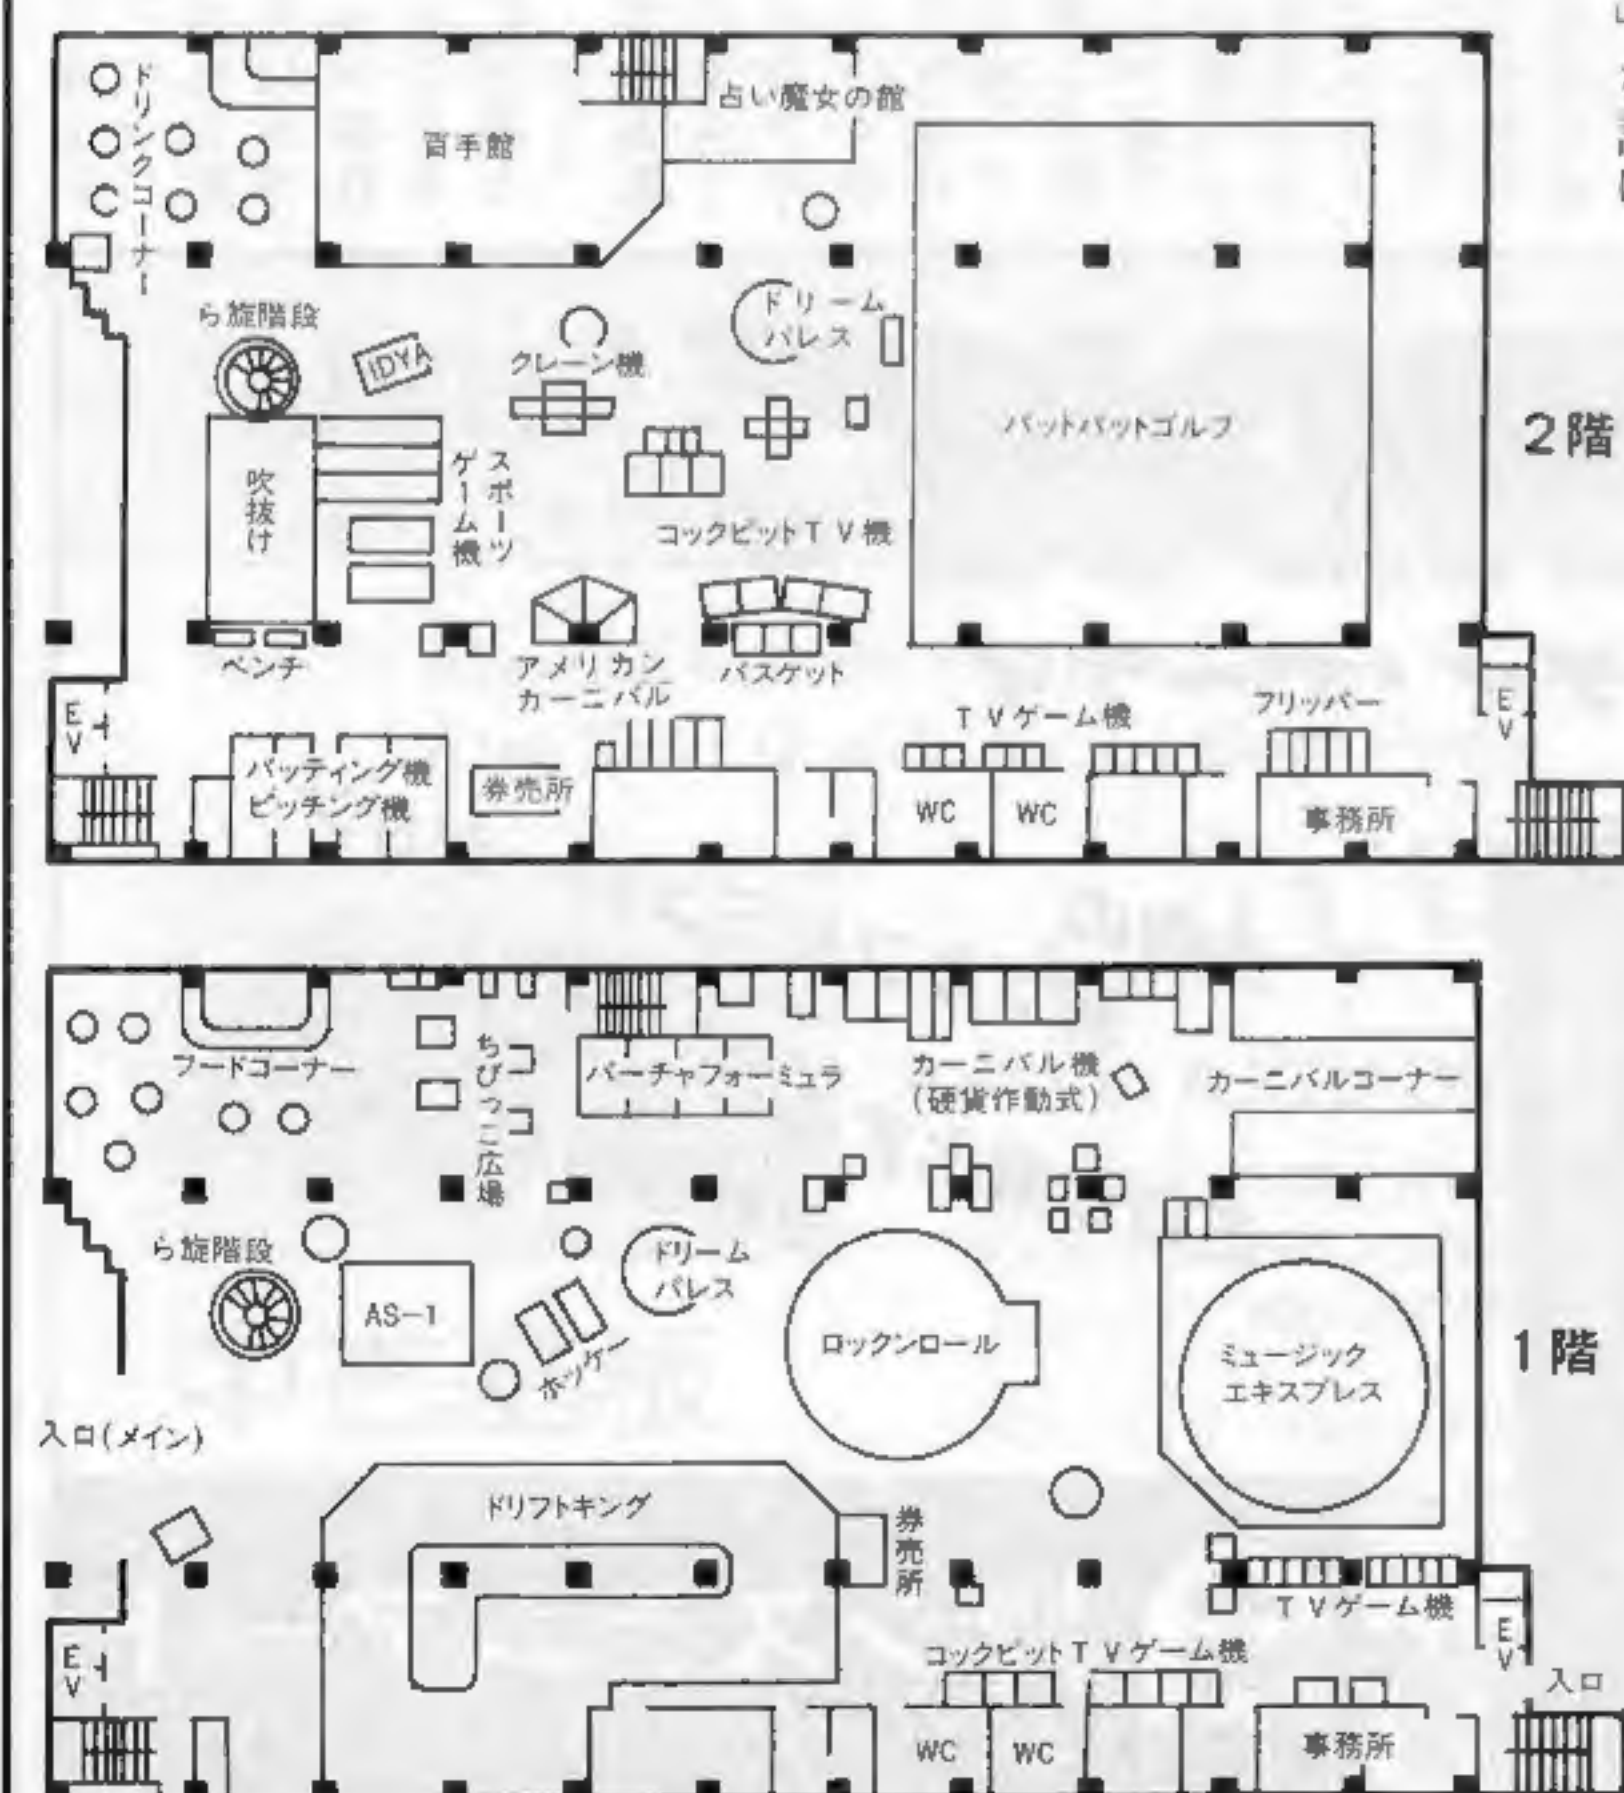 ドリンクコーナー
百手館
占い魔女の館
ら旋階段
IDYA
クレーン機
ドリーム
パレス
パットパットゴルフ
2階
吹抜け
スポーツ
ゲーム機
コックピットTV機
ベンチ
アメリカン
カーニバル
バスケット
EV
TVゲーム機
フリッパー
EV
バッティング機
ピッチング機
券売所
WC
WC
事務所
フードコーナー
ちびっこ広場
バーチャフォーミュラ
カーニバル機
(硬貨作動式)
カーニバルコーナー
ら旋階段
AS-1
ホッケー
ドリーム
パレス
ロックンロール
ミュージック
エキスプレス
1階
入口(メイン)
ドリフトキング
券売所
TVゲーム機
EV
コックピットTVゲーム機
EV
入口
WC
WC
事務所